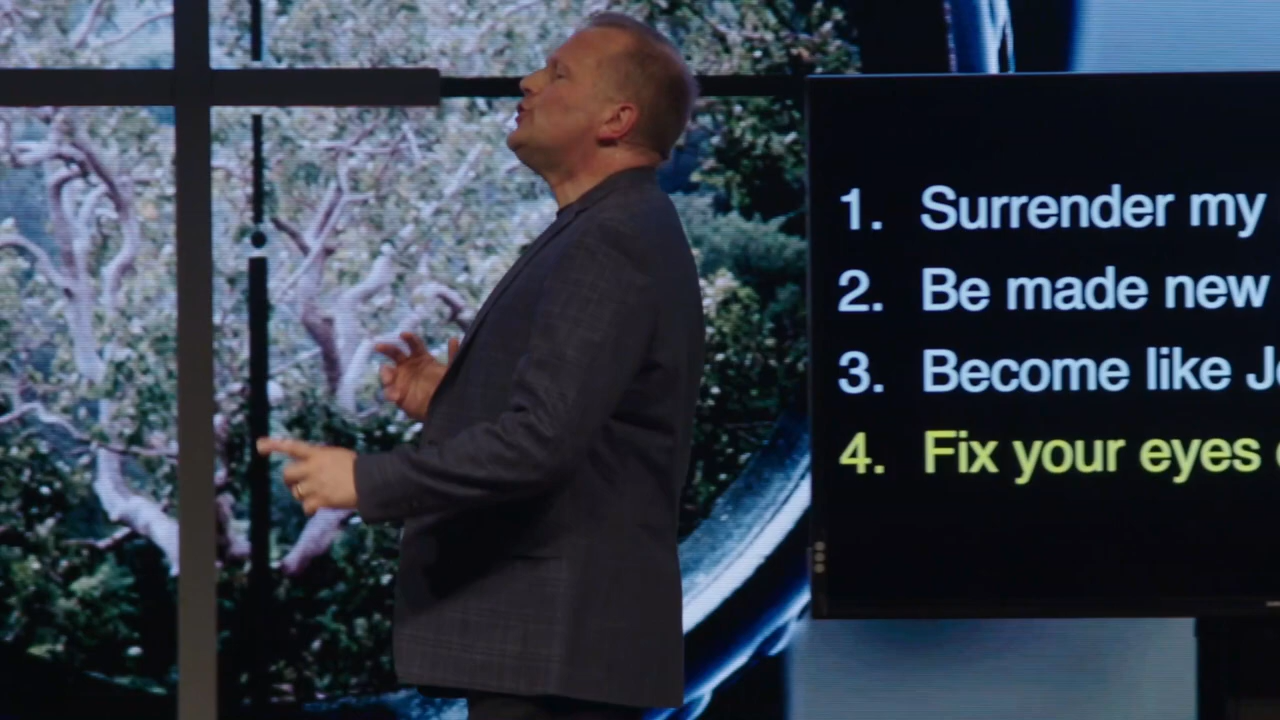 1. Surrender my
2. Be made new
3. Become like
4. Fix your eyes